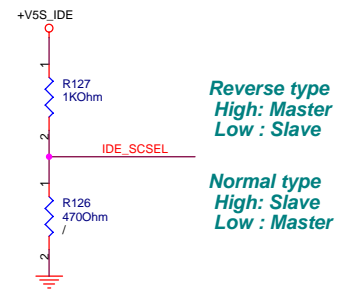 +V5S_IDE
1
R127
1KOhm
2
IDE_SCSEL
1
R126
470Ohm
/
2
Reverse type
High: Master
Low : Slave
Normal type
High: Slave
Low : Master